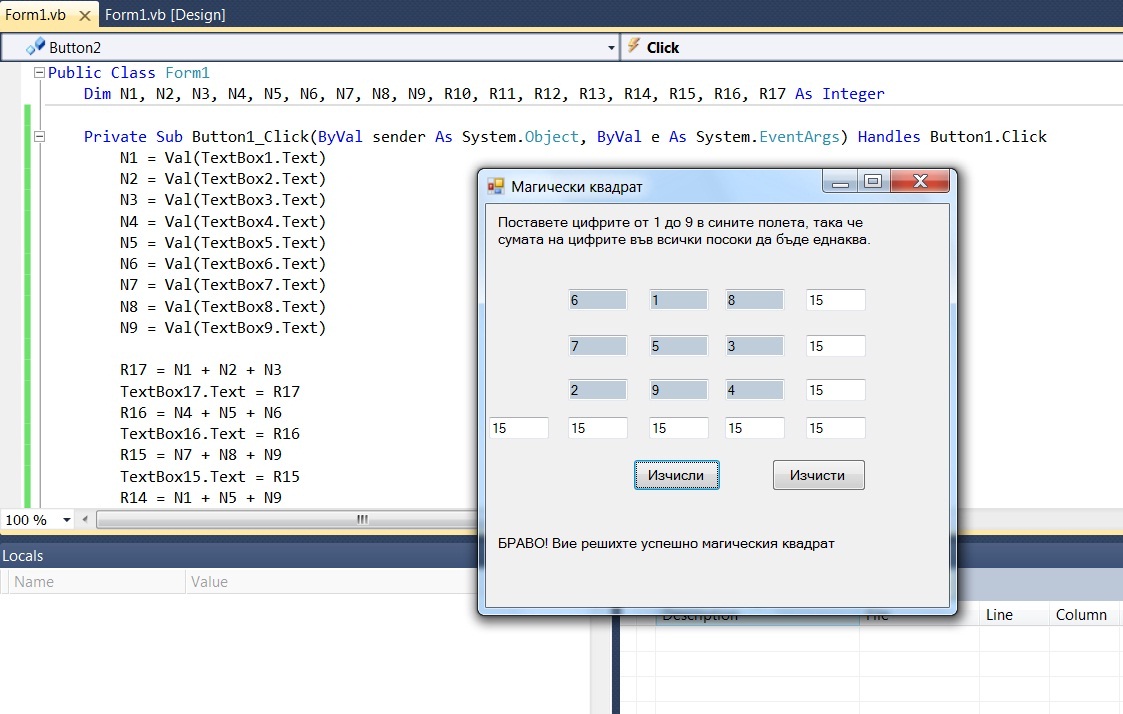 Form1.vb Form1.vb [Design]
Button2 Click
Public Class Form1
Dim N1, N2, N3, N4, N5, N6, N7, N8, N9, R10, R11, R12, R13, R14, R15, R16, R17 As Integer
Private Sub Button1_Click(ByVal sender As System.Object, ByVal e As System.EventArgs) Handles Button1.Click
N1 = Val(TextBox1.Text)
N2 = Val(TextBox2.Text)
N3 = Val(TextBox3.Text)
N4 = Val(TextBox4.Text)
N5 = Val(TextBox5.Text)
N6 = Val(TextBox6.Text)
N7 = Val(TextBox7.Text)
N8 = Val(TextBox8.Text)
N9 = Val(TextBox9.Text)
R17 = N1 + N2 + N3
TextBox17.Text = R17
R16 = N4 + N5 + N6
TextBox16.Text = R16
R15 = N7 + N8 + N9
TextBox15.Text = R15
R14 = N1 + N5 + N9
100 %
Магически квадрат
Поставете цифрите от 1 до 9 в сините полета, така че
сумата на цифрите във всички посоки да бъде еднаква.
6 1 8 15
7 5 3 15
2 9 4 15
15 15 15 15 15
Изчисли Изчисти
БРАВО! Вие решихте успешно магическия квадрат
Locals
Name Value
Description File Line Column